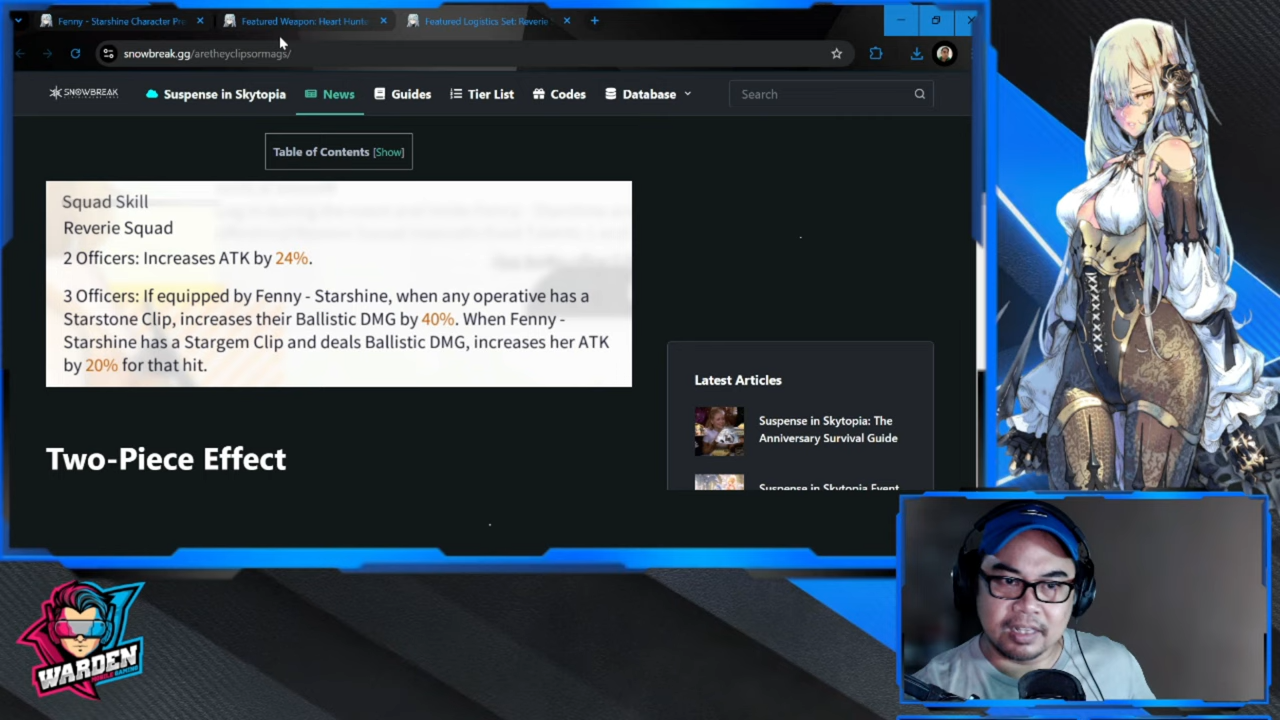 Fenny - Starshine Character Pr
Featured Weapon: Heart Hunte
Featured Logistics Set: Reverie
snowbreak.gg/aretheyclipsormags/
SNOWBREAK
Suspense in Skytopia
News
Guides
Tier List
Codes
Database
Search
Table of Contents [Show]
Squad Skill
Reverie Squad
2 Officers: Increases ATK by 24%.
3 Officers: If equipped by Fenny - Starshine, when any operative has a
Starstone Clip, increases their Ballistic DMG by 40%. When Fenny -
Starshine has a Stargem Clip and deals Ballistic DMG, increases her ATK
by 20% for that hit.
Two-Piece Effect
Latest Articles
Suspense in Skytopia: The
Anniversary Survival Guide
Suspense in Skytopia Event
WARDEN
MOBILE GAMING